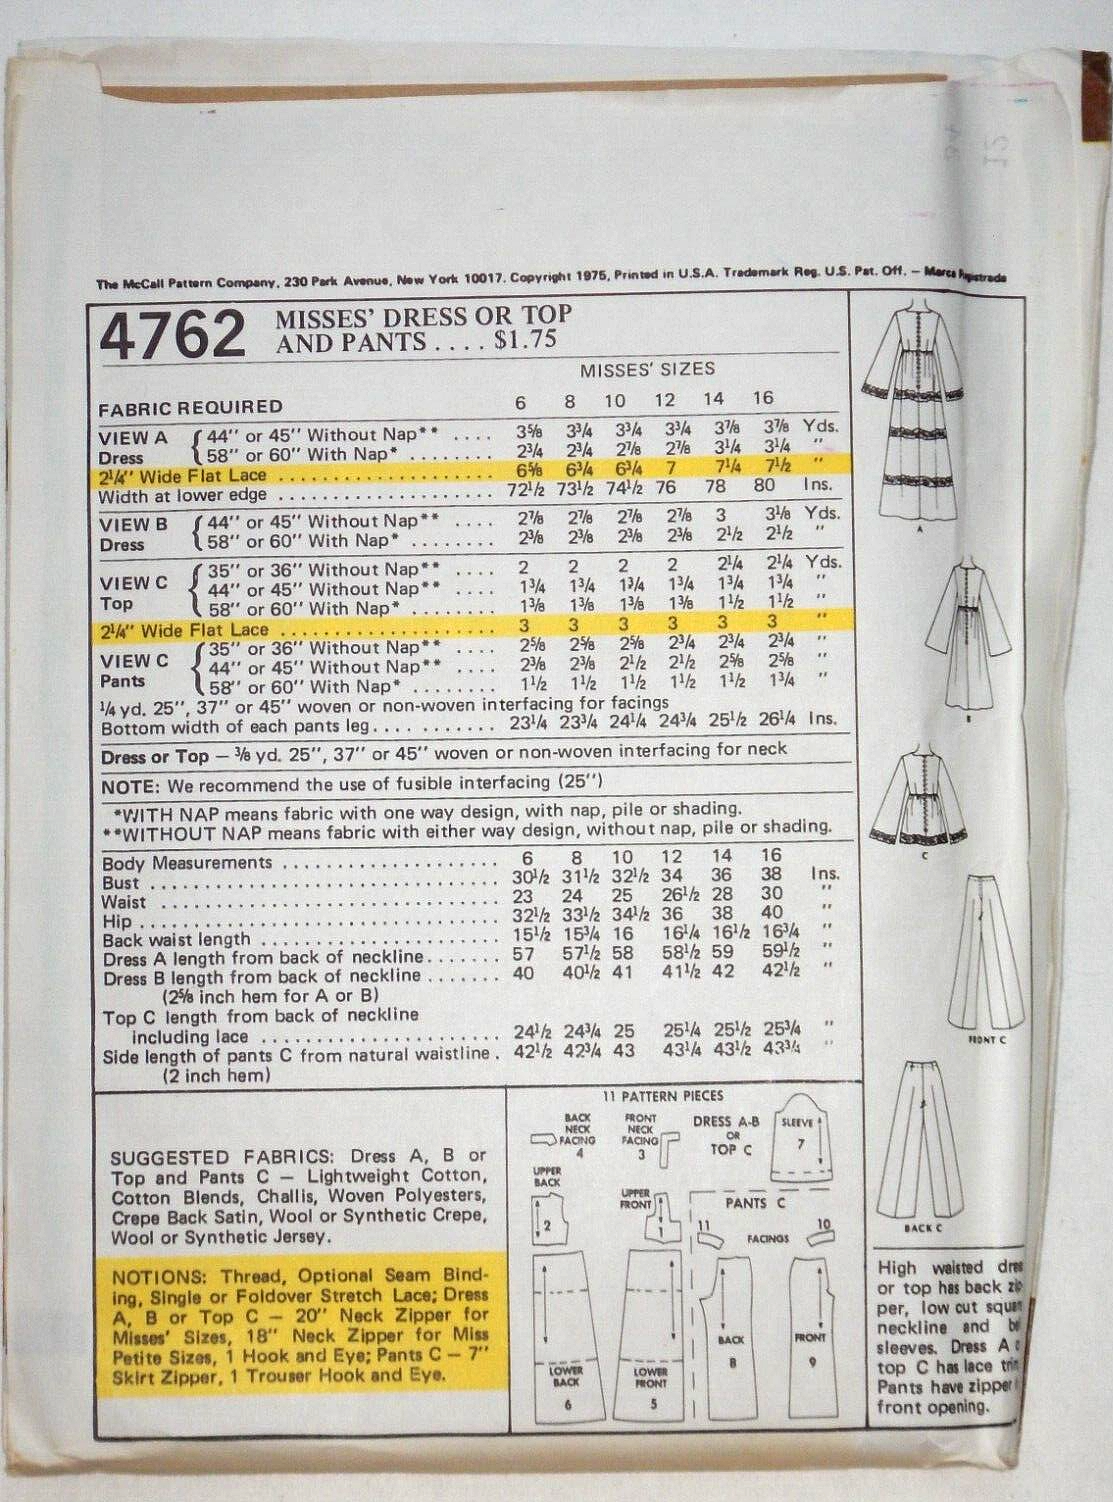 The McCall Pattern Company, 230 Park Avenue, New York 10017. Copyright 1975, Printed in U.S.A. Trademark Reg. U.S. Pat. Off. – Marca Registrada
4762 MISSES' DRESS OR TOP
AND PANTS .... $1.75
MISSES' SIZES
FABRIC REQUIRED 6 8 10 12 14 16
VIEW A { 44" or 45" Without Nap** .... 3⅝ 3¾ 3¾ 3¾ 3⅞ 3⅞ Yds.
Dress 58" or 60" With Nap* ........ 2¾ 2¾ 2⅞ 2⅞ 3¼ 3¼ "
2¼" Wide Flat Lace .................... 6⅝ 6¾ 6¾ 7 7¼ 7½ "
Width at lower edge .................... 72½ 73½ 74½ 76 78 80 Ins.
VIEW B { 44" or 45" Without Nap** .... 2⅞ 2⅞ 2⅞ 2⅞ 3 3⅛ Yds.
Dress 58" or 60" With Nap* ........ 2⅜ 2⅜ 2⅜ 2⅜ 2½ 2½ "
35" or 36" Without Nap** .... 2 2 2 2 2¼ 2¼ Yds.
VIEW C { 44" or 45" Without Nap** .... 1¾ 1¾ 1¾ 1¾ 1¾ 1¾ "
Top 58" or 60" With Nap* ........ 1⅜ 1⅜ 1⅜ 1⅜ 1½ 1½ "
2¼" Wide Flat Lace .................... 3 3 3 3 3 3 "
35" or 36" Without Nap** .... 2⅝ 2⅝ 2⅝ 2¾ 2¾ 2¾ "
VIEW C { 44" or 45" Without Nap** .... 2⅜ 2⅜ 2½ 2½ 2⅝ 2⅝ "
Pants 58" or 60" With Nap* ........ 1½ 1½ 1½ 1½ 1½ 1¾ "
¼ yd. 25", 37" or 45" woven or non-woven interfacing for facings
Bottom width of each pants leg............ 23¼ 23¾ 24¼ 24¾ 25½ 26¼ Ins.
Dress or Top — ⅜ yd. 25", 37" or 45" woven or non-woven interfacing for neck
NOTE: We recommend the use of fusible interfacing (25")
*WITH NAP means fabric with one way design, with nap, pile or shading.
**WITHOUT NAP means fabric with either way design, without nap, pile or shading.
Body Measurements .................... 6 8 10 12 14 16
Bust ................................ 30½ 31½ 32½ 34 36 38 Ins.
Waist ............................... 23 24 25 26½ 28 30 "
Hip ................................. 32½ 33½ 34½ 36 38 40 "
Back waist length ...................... 15½ 15¾ 16 16¼ 16½ 16¾ "
Dress A length from back of neckline....... 57 57½ 58 58½ 59 59½ "
Dress B length from back of neckline....... 40 40½ 41 41½ 42 42½ "
(2⅝ inch hem for A or B)
Top C length from back of neckline
including lace ...................... 24½ 24¾ 25 25¼ 25½ 25¾ "
Side length of pants C from natural waistline . 42½ 42¾ 43 43¼ 43½ 43¾ "
(2 inch hem)
SUGGESTED FABRICS: Dress A, B or
Top and Pants C — Lightweight Cotton,
Cotton Blends, Challis, Woven Polyesters,
Crepe Back Satin, Wool or Synthetic Crepe,
Wool or Synthetic Jersey.
NOTIONS: Thread, Optional Seam Bind-
ing, Single or Foldover Stretch Lace; Dress
A, B or Top C — 20" Neck Zipper for
Misses' Sizes, 18" Neck Zipper for Miss
Petite Sizes, 1 Hook and Eye; Pants C — 7"
Skirt Zipper, 1 Trouser Hook and Eye.
11 PATTERN PIECES
BACK
NECK
FACING
4
FRONT
NECK
FACING
3
DRESS A-B
OR
TOP C
SLEEVE
7
UPPER
BACK
2
UPPER
FRONT
1
PANTS C
11
FACINGS
10
LOWER
BACK
6
LOWER
FRONT
5
BACK
8
FRONT
9
A
B
C
FRONT C
BACK C
High waisted dress
or top has back zip
per, low cut square
neckline and
sleeves. Dress A
top C has lace trim
Pants have zipper
front opening.